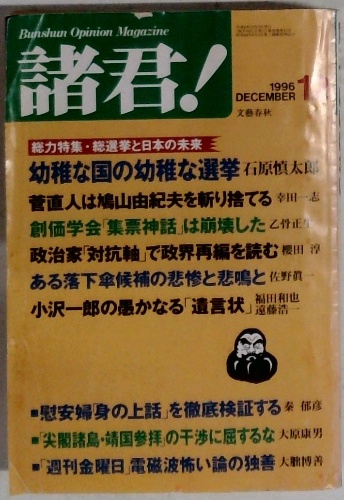 Bunshun Opinion Magazine
諸君!
1996
DECEMBER
文藝春秋
総力特集・総選挙と日本の未来
幼稚な国の幼稚な選挙 石原慎太郎
菅直人は鳩山由紀夫を斬り捨てる 幸田一志
創価学会「集票神話」は崩壊した 乙骨正生
政治家「対抗軸」で政界再編を読む 櫻田 淳
ある落下傘候補の悲惨と悲鳴と 佐野眞一
小沢一郎の愚かなる「遺言状」 福田和也 遠藤浩一
■慰安婦「身の上話」を徹底検証する 秦 郁彦
■「尖閣諸島・靖国参拝」の干渉に屈するな 大原康男
■「週刊金曜日」電磁波怖い論の独善 大朏博善